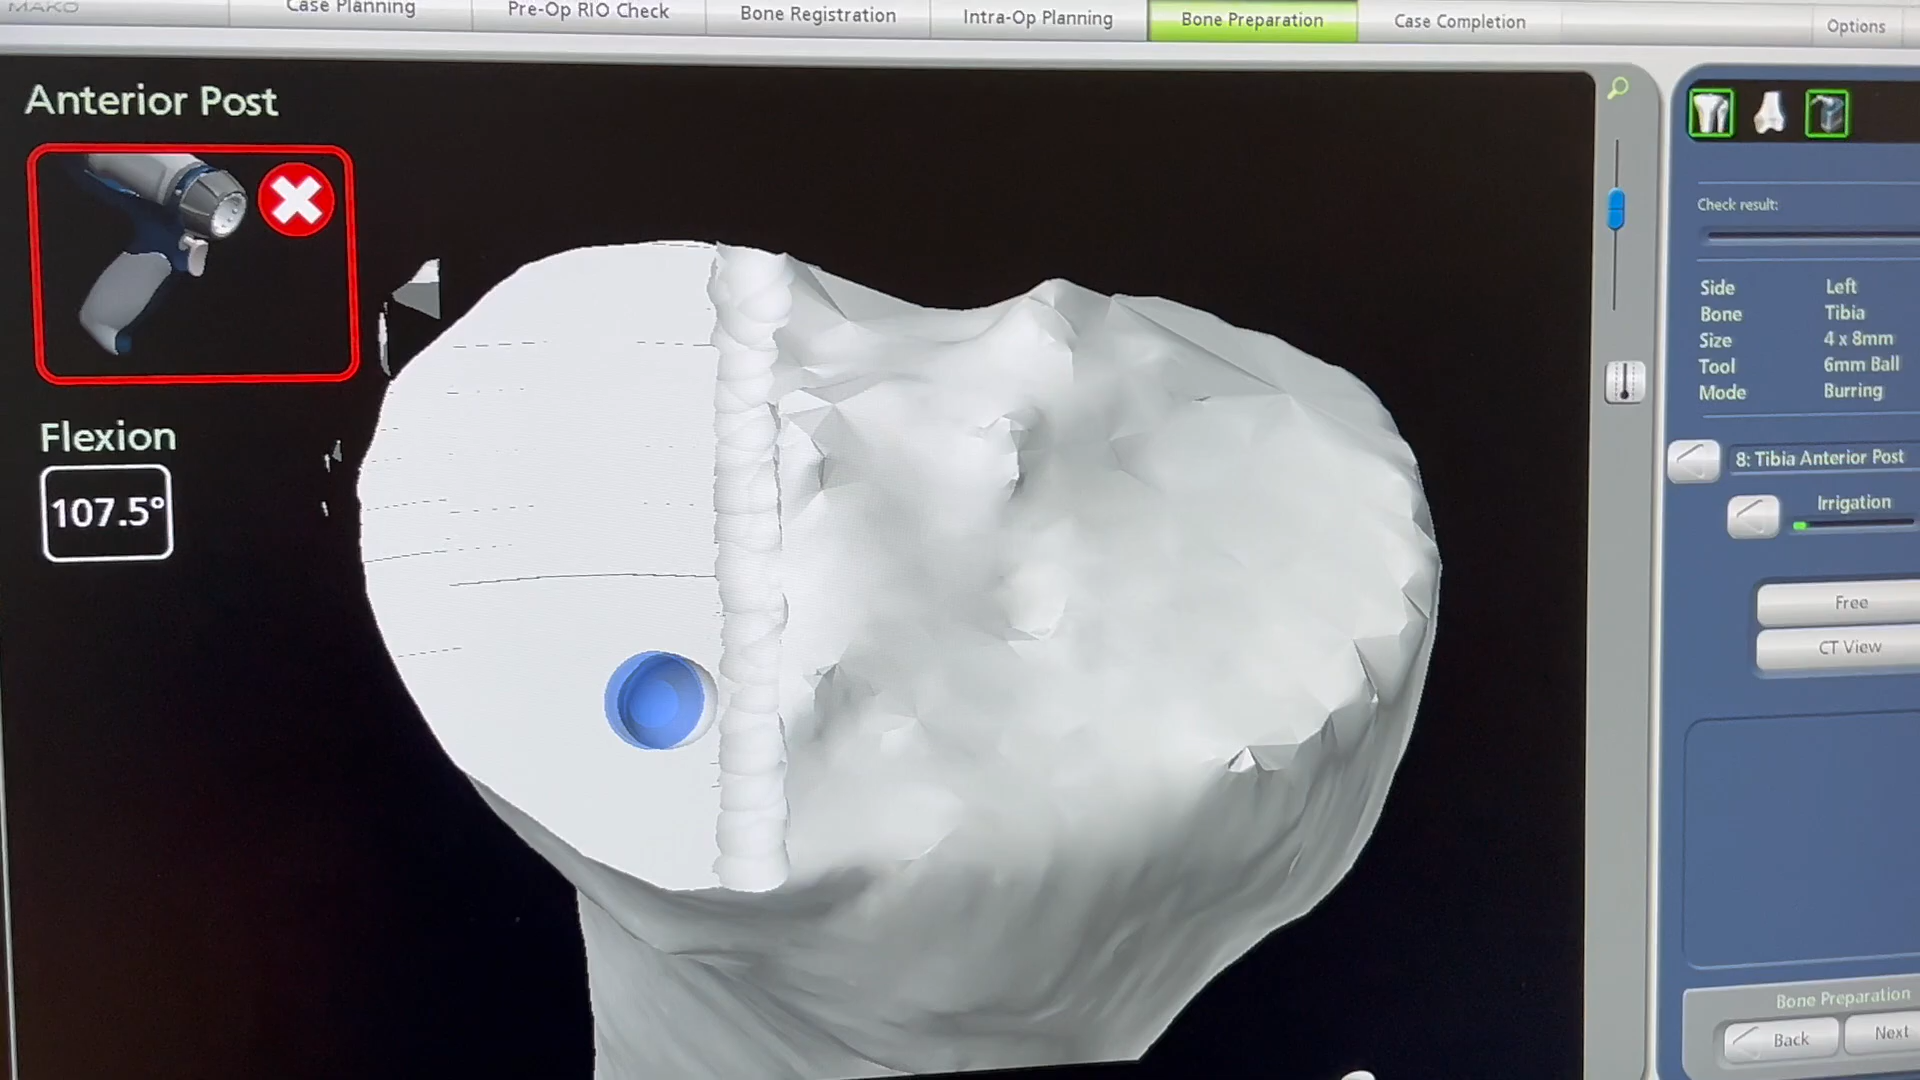 MAKO
Case Planning
Pre-Op RIO Check
Bone Registration
Intra-Op Planning
Bone Preparation
Case Completion
Options
Anterior Post
Flexion
107.5°
Check result:
Side Left
Bone Tibia
Size 4 x 8mm
Tool 6mm Ball
Mode Burring
8: Tibia Anterior Post
Irrigation
Free
CT View
Bone Preparation
Back
Next